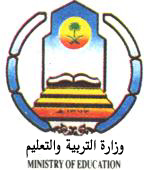 وزارة التربية والتعليم
MINISTRY OF EDUCATION